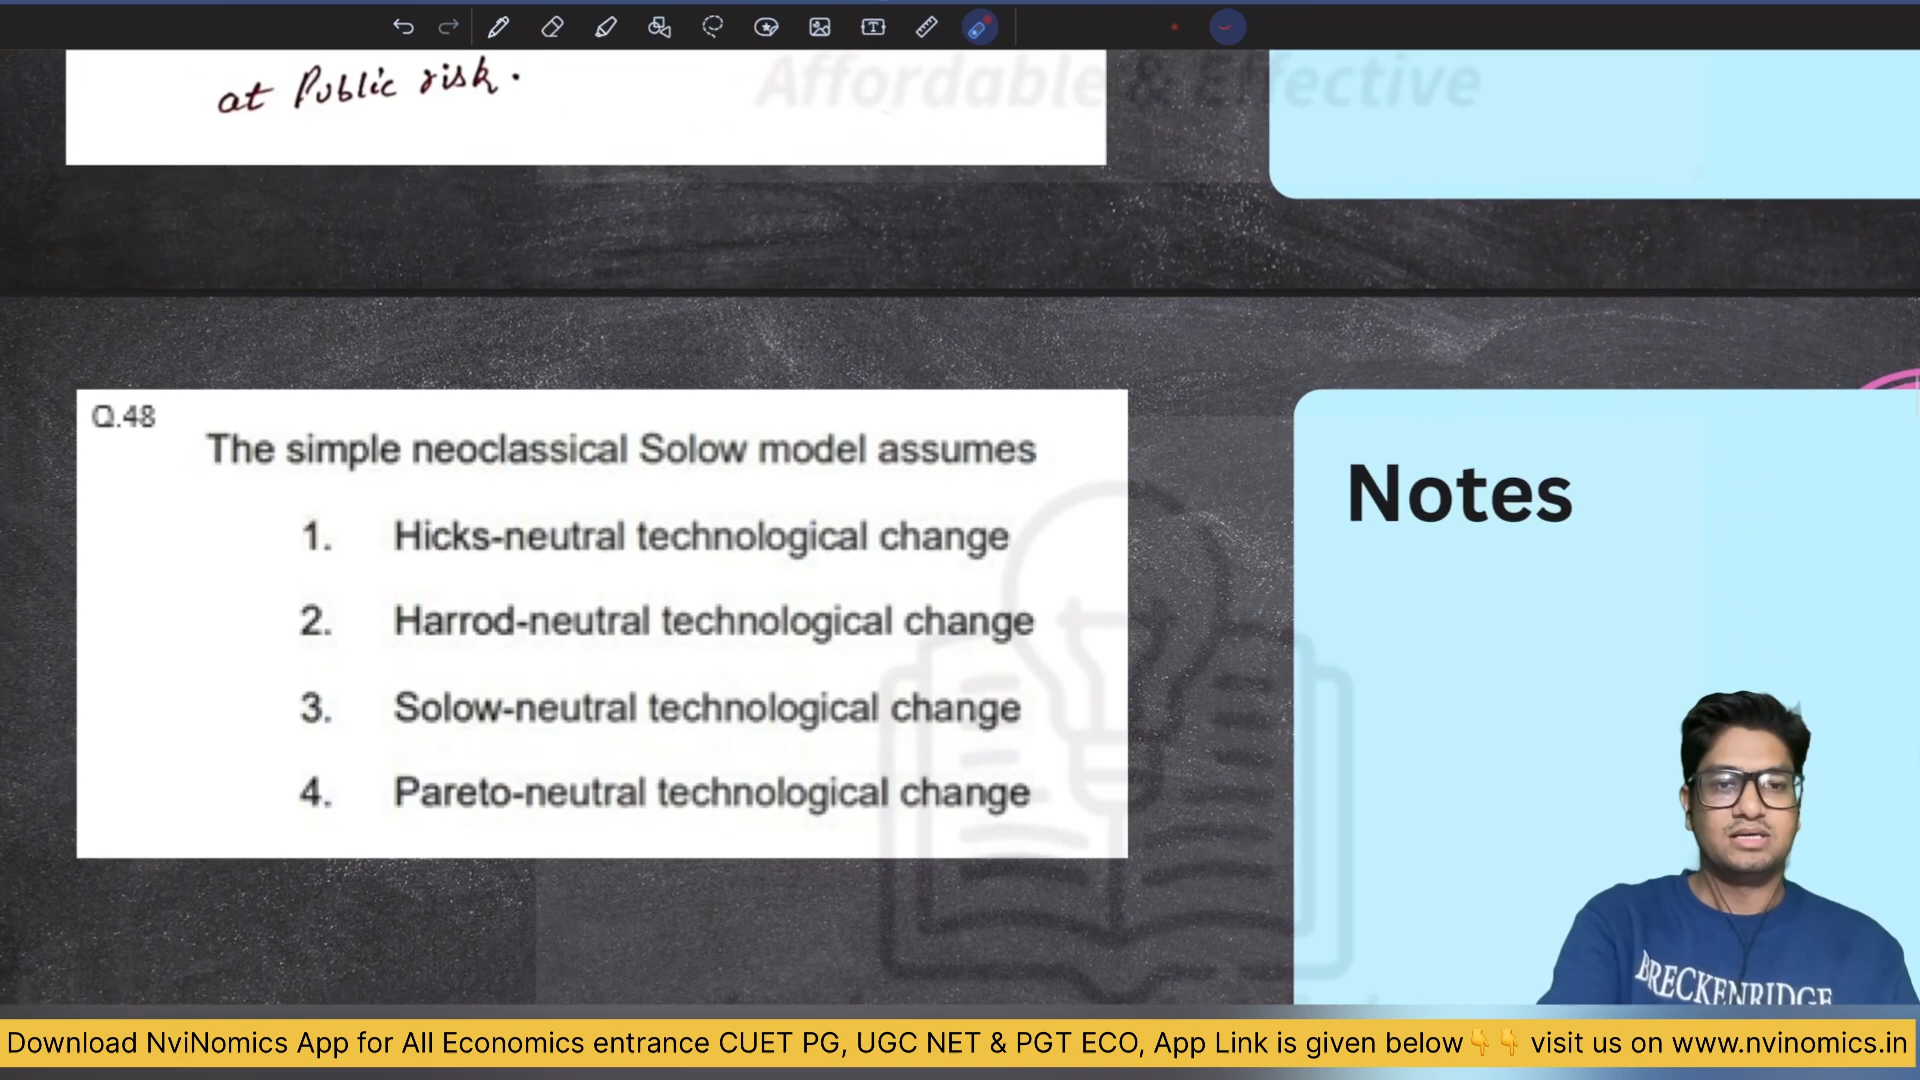 at Public risk.
Affordable & Effective
Q.48
The simple neoclassical Solow model assumes
1. Hicks-neutral technological change
2. Harrod-neutral technological change
3. Solow-neutral technological change
4. Pareto-neutral technological change
Notes
BRECKENRIDGE
Download NviNomics App for All Economics entrance CUET PG, UGC NET & PGT ECO, App Link is given below👇👇 visit us on www.nvinomics.in